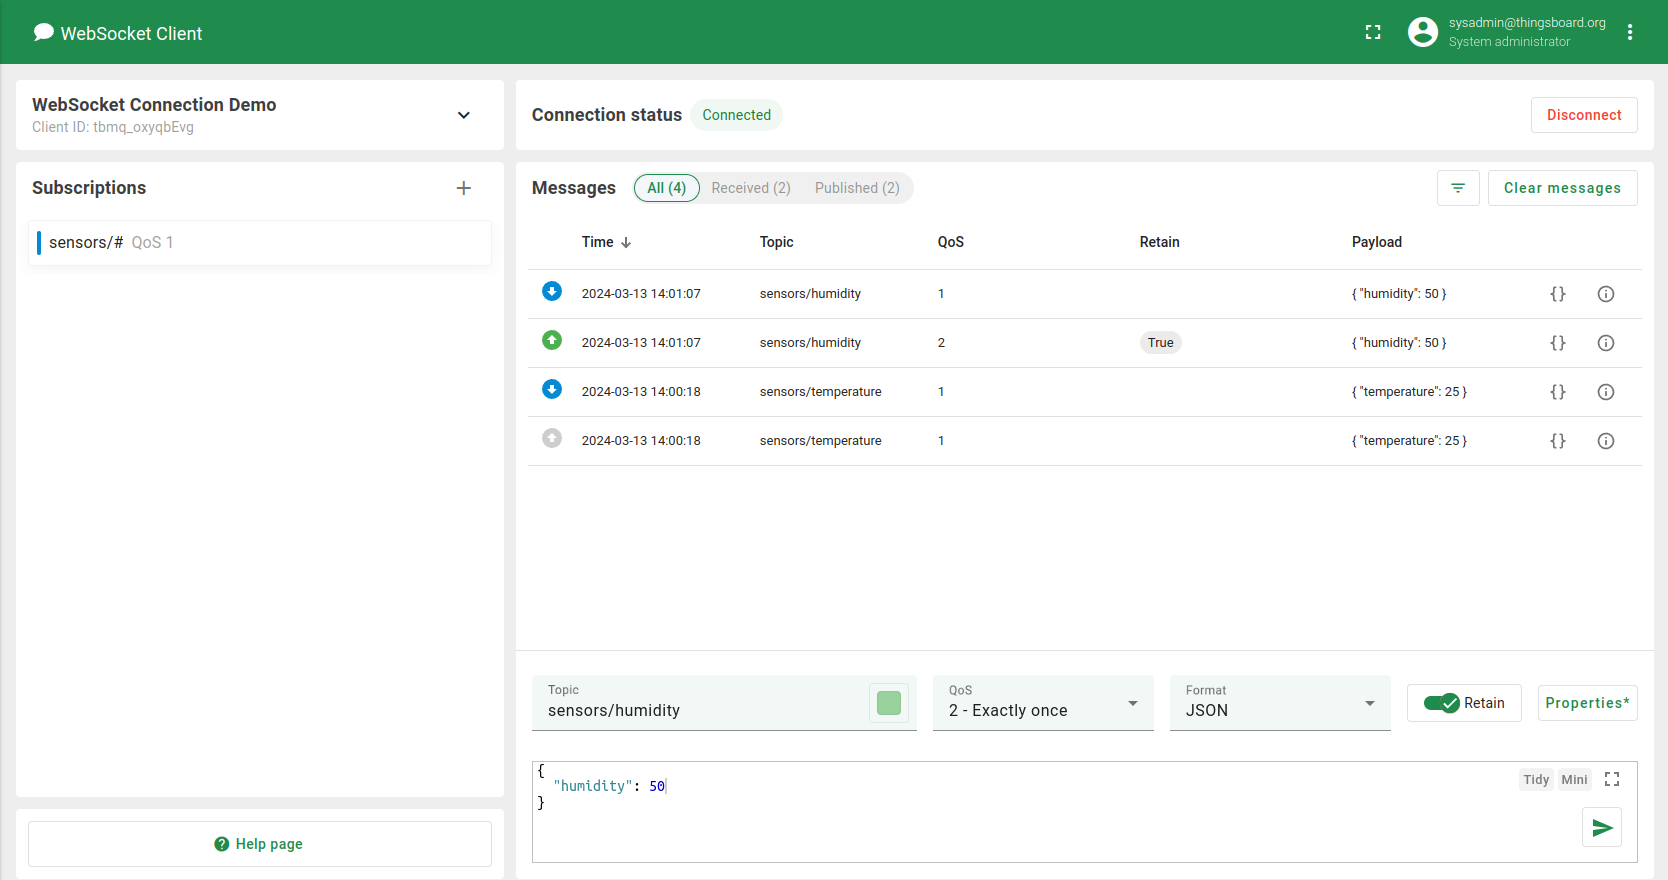 WebSocket Client
sysadmin@thingsboard.org
System administrator
WebSocket Connection Demo
Client ID: tbmq_oxyqbEvg
Connection status Connected
Disconnect
Subscriptions
sensors/# QoS 1
Messages All (4) Received (2) Published (2)
Clear messages
Time Topic QoS Retain Payload
2024-03-13 14:01:07 sensors/humidity 1 { "humidity": 50 } {}
2024-03-13 14:01:07 sensors/humidity 2 True { "humidity": 50 } {}
2024-03-13 14:00:18 sensors/temperature 1 { "temperature": 25 } {}
2024-03-13 14:00:18 sensors/temperature 1 { "temperature": 25 } {}
Topic
sensors/humidity
QoS
2 - Exactly once
Format
JSON
Retain
Properties*
{
"humidity": 50
}
Tidy Mini
Help page